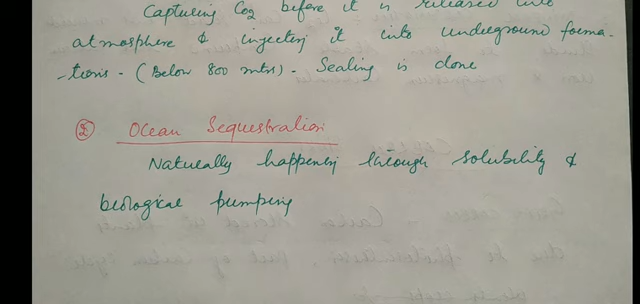 Capturing Co2 before it is released into
atmosphere & injecting it into underground forma-
-tions. (Below 800 mtrs). Sealing is done
② Ocean Sequestration
Naturally happening through solubility &
biological pumping